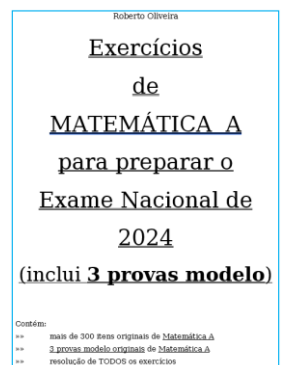 Roberto Oliveira
Exercícios
de
MATEMÁTICA A
para preparar o
Exame Nacional de
2024
(inclui 3 provas modelo)
Contém:
»» mais de 300 itens originais de Matemática A
»» 3 provas modelo originais de Matemática A
»» resolução de TODOS os exercícios